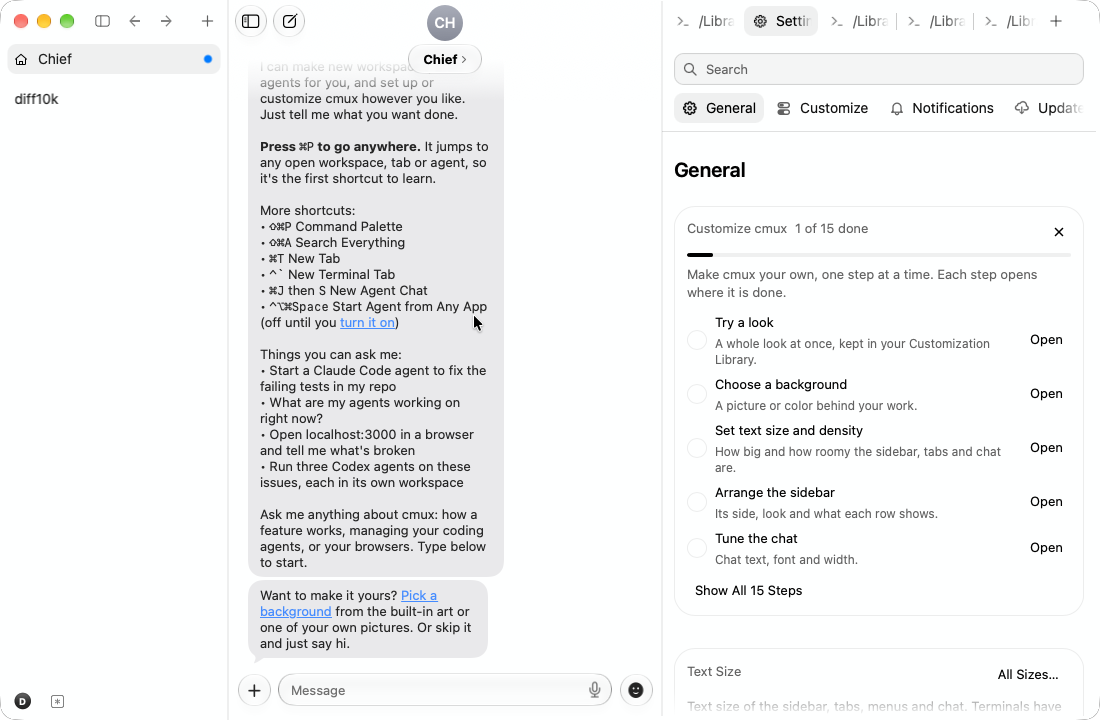 Chief
diff10k
CH
Chief ›
I can make new workspac
agents for you, and set up or
customize cmux however you like.
Just tell me what you want done.
Press ⌘P to go anywhere. It jumps to
any open workspace, tab or agent, so
it's the first shortcut to learn.
More shortcuts:
• ⇧⌘P Command Palette
• ⇧⌘A Search Everything
• ⌘T New Tab
• ^` New Terminal Tab
• ⌘J then S New Agent Chat
• ^⌥⌘Space Start Agent from Any App
(off until you turn it on)
Things you can ask me:
• Start a Claude Code agent to fix the
failing tests in my repo
• What are my agents working on
right now?
• Open localhost:3000 in a browser
and tell me what's broken
• Run three Codex agents on these
issues, each in its own workspace
Ask me anything about cmux: how a
feature works, managing your coding
agents, or your browsers. Type below
to start.
Want to make it yours? Pick a
background from the built-in art or
one of your own pictures. Or skip it
and just say hi.
Message
D
/Libra
Settin
/Libra
/Libra
/Libr
Search
General
Customize
Notifications
Update
General
Customize cmux 1 of 15 done
Make cmux your own, one step at a time. Each step opens
where it is done.
Try a look
A whole look at once, kept in your Customization
Library.
Open
Choose a background
A picture or color behind your work.
Open
Set text size and density
How big and how roomy the sidebar, tabs and chat
are.
Open
Arrange the sidebar
Its side, look and what each row shows.
Open
Tune the chat
Chat text, font and width.
Open
Show All 15 Steps
Text Size
All Sizes...
Text size of the sidebar, tabs, menus and chat. Terminals have